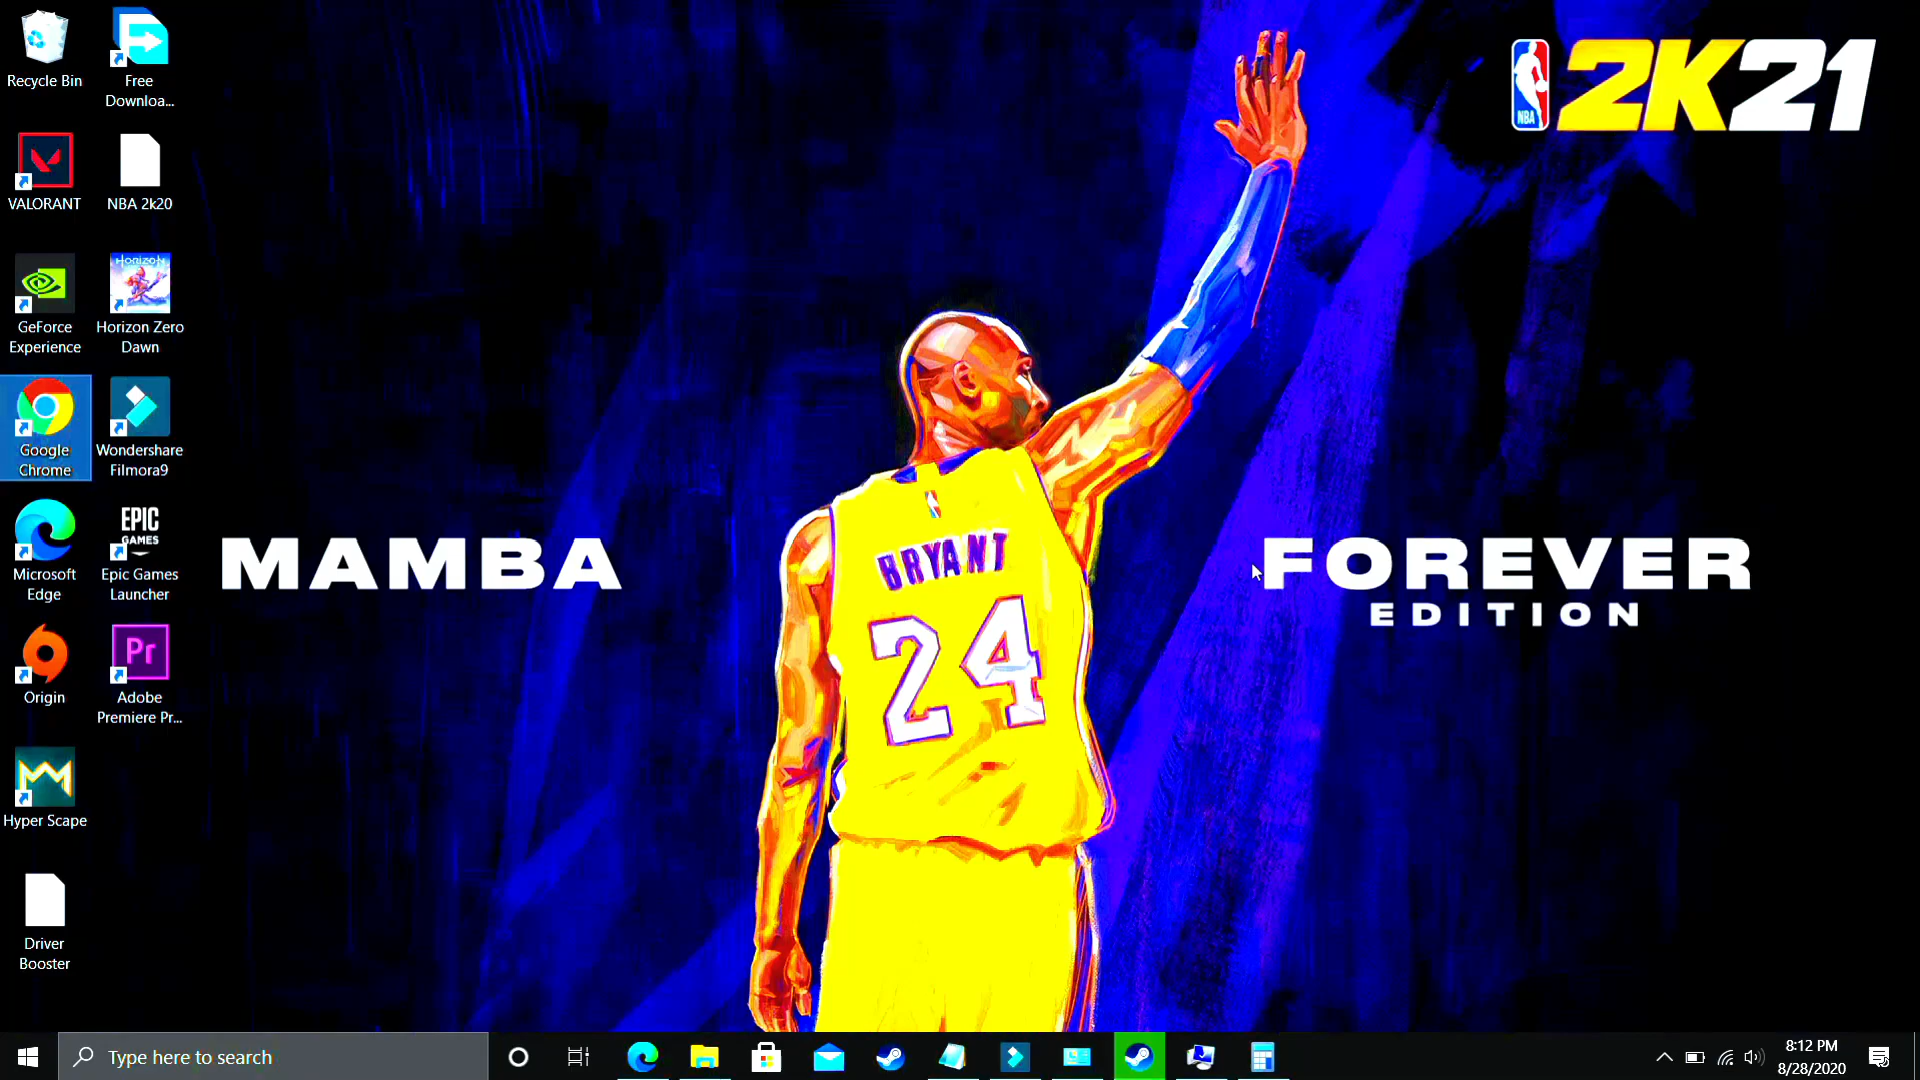 Recycle Bin
Free
Downloa...
VALORANT
NBA 2k20
GeForce
Experience
HORIZON
Horizon Zero
Dawn
Google
Chrome
Wondershare
Filmora9
Microsoft
Edge
EPIC
GAMES
Epic Games
Launcher
Origin
Pr
Adobe
Premiere Pr...
Hyper Scape
Driver
Booster
NBA
2K21
MAMBA
FOREVER
EDITION
BRYANT
24
Type here to search
8:12 PM
8/28/2020